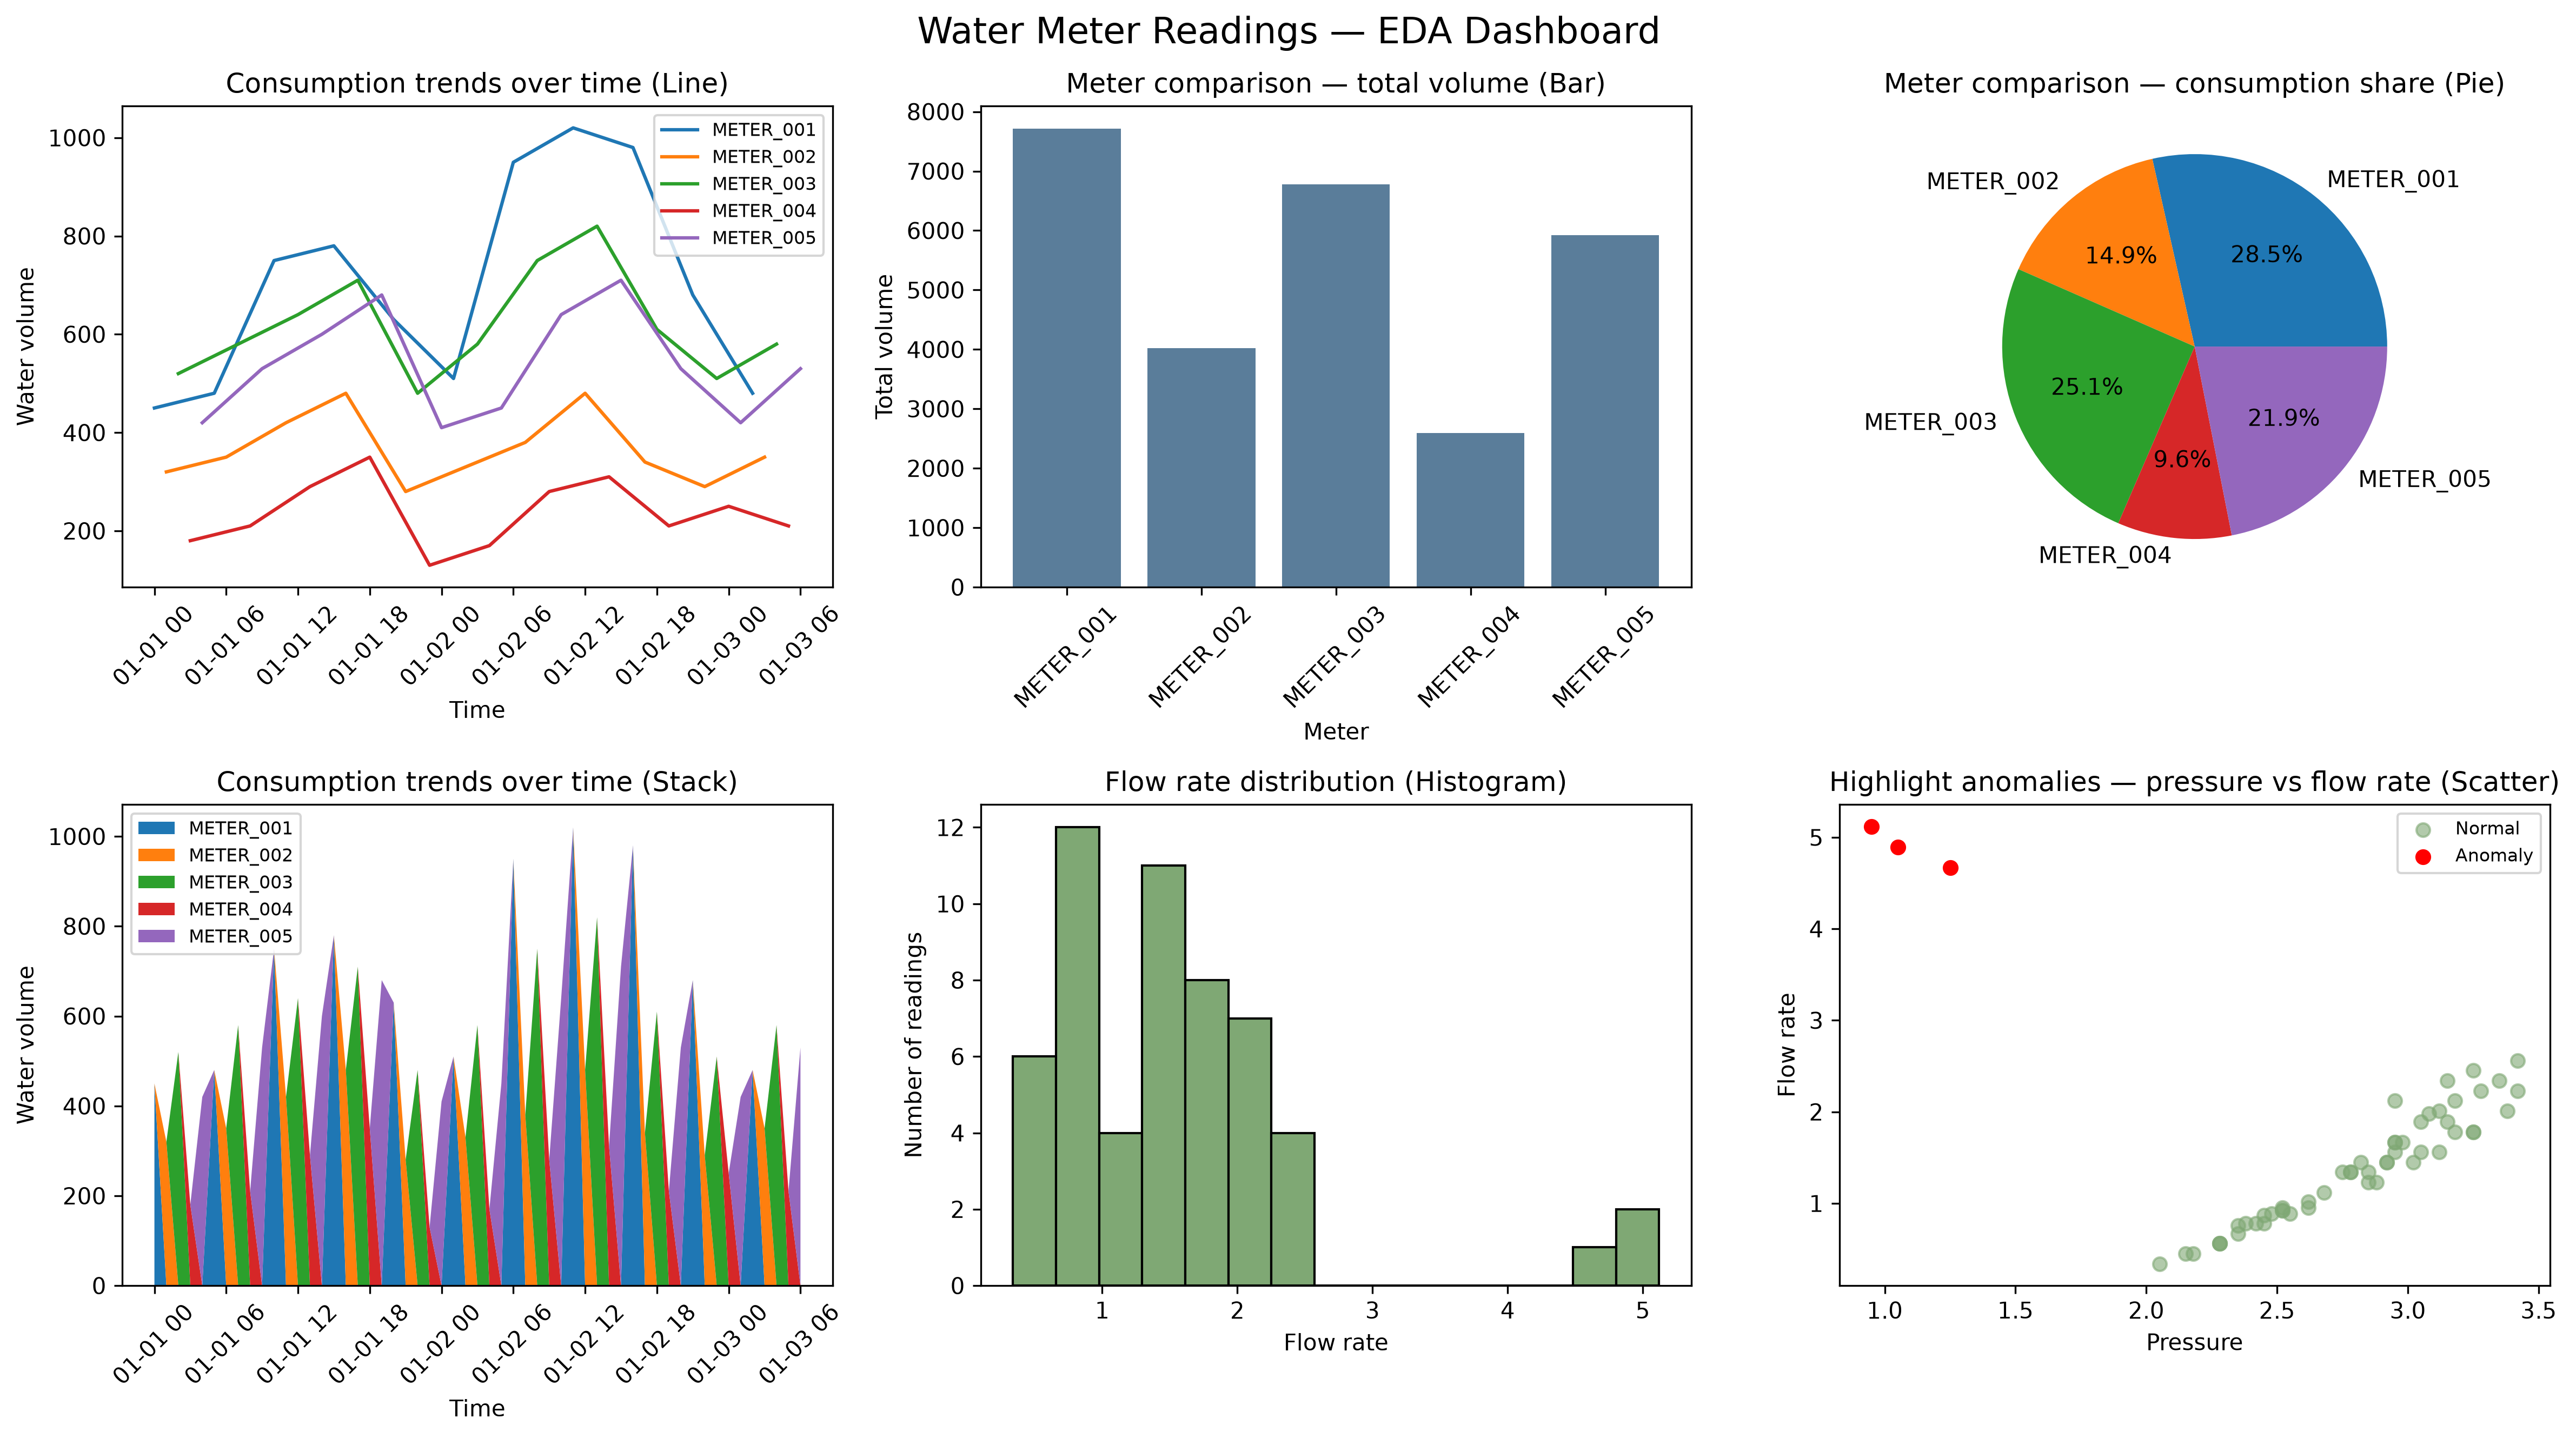 Water Meter Readings — EDA Dashboard
Consumption trends over time (Line)
Water volume
1000
800
600
400
200
METER_001
METER_002
METER_003
METER_004
METER_005
01-01 00
01-01 06
01-01 12
01-01 18
01-02 00
01-02 06
01-02 12
01-02 18
01-03 00
01-03 06
Time
Meter comparison — total volume (Bar)
Total volume
8000
7000
6000
5000
4000
3000
2000
1000
0
METER_001
METER_002
METER_003
METER_004
METER_005
Meter
Meter comparison — consumption share (Pie)
METER_001
28.5%
METER_002
14.9%
METER_003
25.1%
METER_004
9.6%
METER_005
21.9%
Consumption trends over time (Stack)
Water volume
1000
800
600
400
200
0
METER_001
METER_002
METER_003
METER_004
METER_005
01-01 00
01-01 06
01-01 12
01-01 18
01-02 00
01-02 06
01-02 12
01-02 18
01-03 00
01-03 06
Time
Flow rate distribution (Histogram)
Number of readings
12
10
8
6
4
2
0
1
2
3
4
5
Flow rate
Highlight anomalies — pressure vs flow rate (Scatter)
Flow rate
5
4
3
2
1
Normal
Anomaly
1.0
1.5
2.0
2.5
3.0
3.5
Pressure